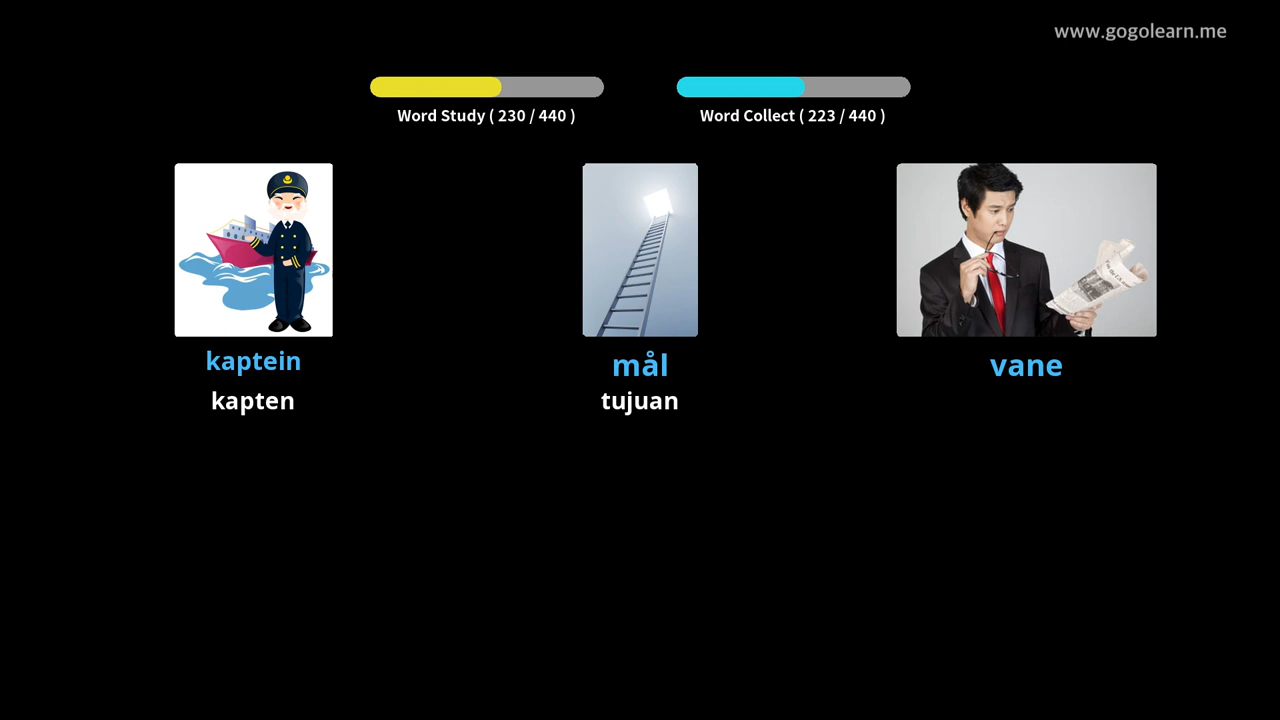 www.gogolearn.me
Word Study ( 230 / 440 )
Word Collect ( 223 / 440 )
kaptein
mål
vane
kapten
tujuan